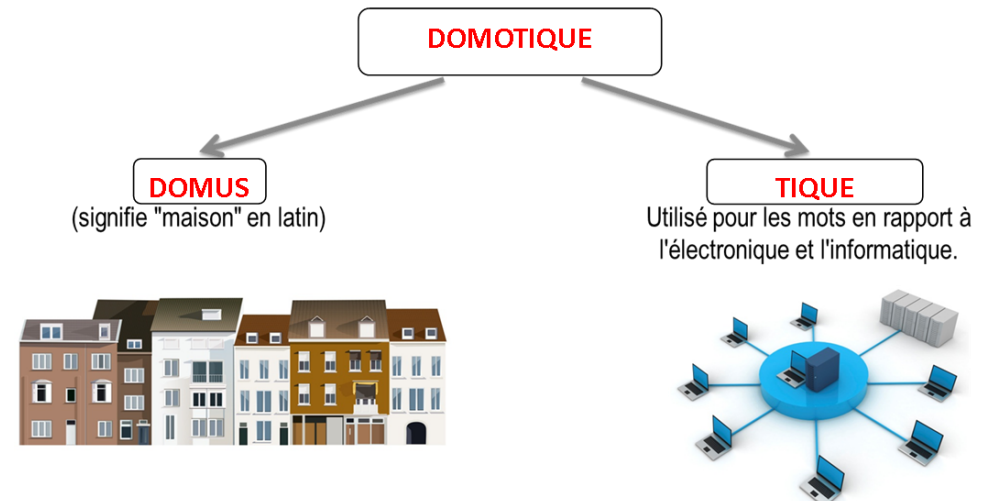 DOMOTIQUE
DOMUS
(signifie "maison" en latin)
TIQUE
Utilisé pour les mots en rapport à
l'électronique et l'informatique.